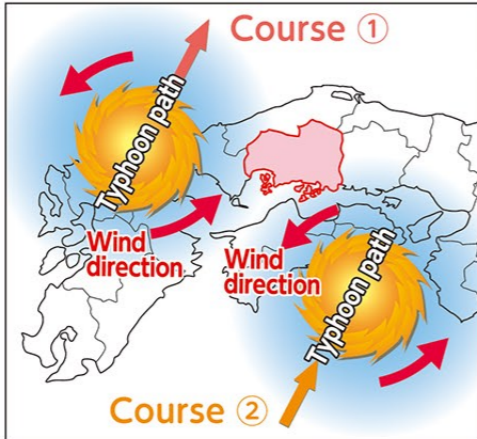 Course ①
Typhoon path
Wind
direction
Wind
direction
Typhoon path
Course ②